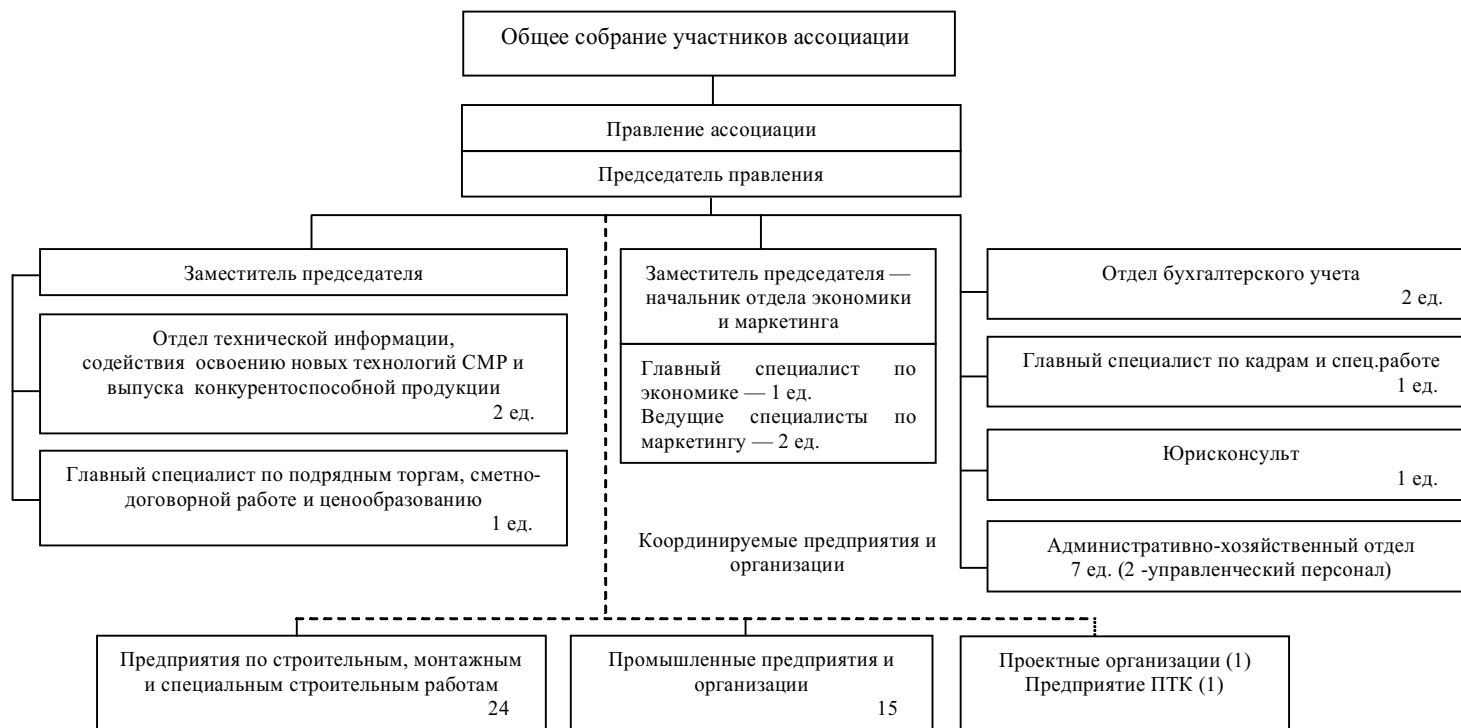 Общее собрание участников ассоциации
Правление ассоциации
Председатель правления
Заместитель председателя
Отдел технической информации,
содействия освоению новых технологий СМР и
выпуска конкурентоспособной продукции
2 ед.
Главный специалист по подрядным торгам, сметно-
договорной работе и ценообразованию
1 ед.
Заместитель председателя —
начальник отдела экономики
и маркетинга
Главный специалист по
экономике — 1 ед.
Ведущие специалисты по
маркетингу — 2 ед.
Отдел бухгалтерского учета
2 ед.
Главный специалист по кадрам и спец.работе
1 ед.
Юрисконсульт
1 ед.
Административно-хозяйственный отдел
7 ед. (2 -управленческий персонал)
Координируемые предприятия и
организации
Предприятия по строительным, монтажным
и специальным строительным работам
24
Промышленные предприятия и
организации
15
Проектные организации (1)
Предприятие ПТК (1)